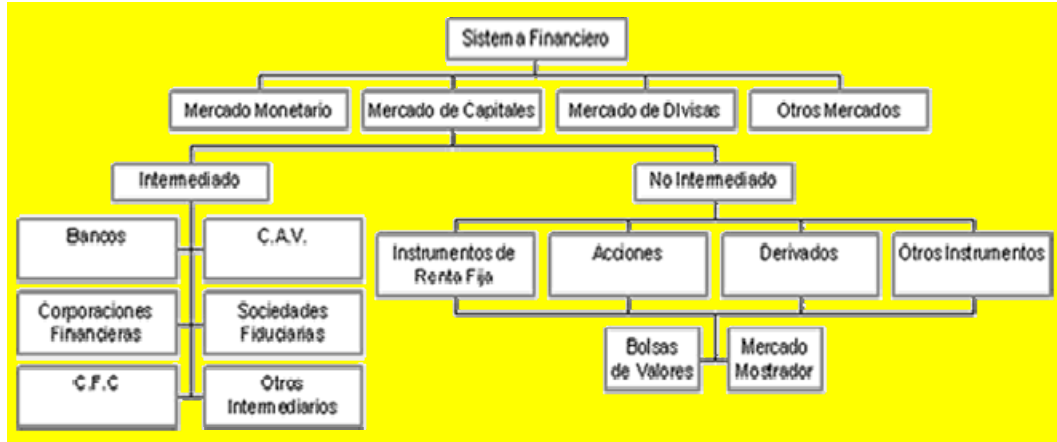 Sistema Financiero
Mercado Monetario
Mercado de Capitales
Mercado de DIvisas
Otros Mercados
Intermediado
No Intermediado
Bancos
C.A.V.
Corporaciones
Financieras
Sociedades
Fiduciarias
C.F.C
Otros
Intermediarios
Instrumentos de
Renta Fija
Acciones
Derivados
Otros Instrumentos
Bolsas
de Valores
Mercado
Mostrador